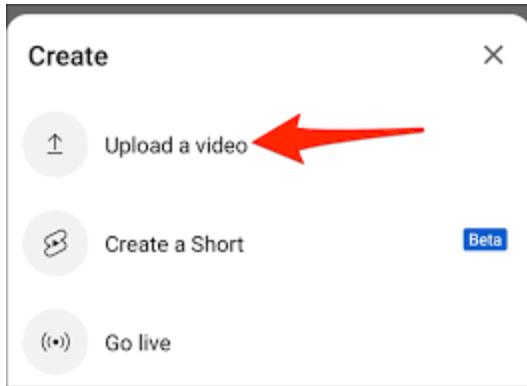 Create
Upload a video
Create a Short
Beta
Go live